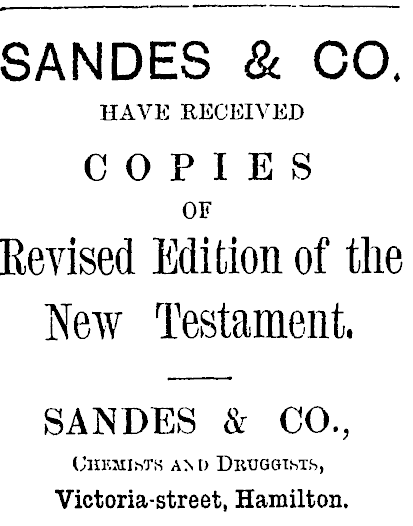 SANDES & CO.
HAVE RECEIVED
COPIES
OF
Revised Edition of the
New Testament.
SANDES & CO.,
CHEMISTS AND DRUGGISTS,
Victoria-street, Hamilton.